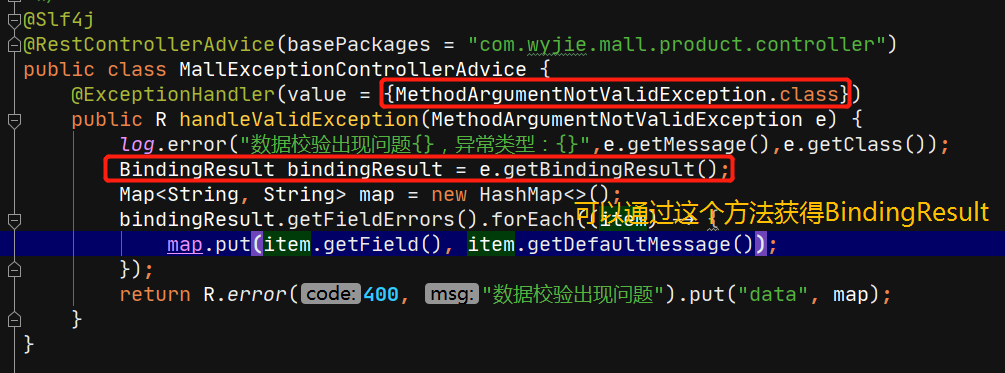 @Slf4j
@RestControllerAdvice(basePackages = "com.wyjie.mall.product.controller")
public class MallExceptionControllerAdvice {
@ExceptionHandler(value = {MethodArgumentNotValidException.class})
public R handleValidException(MethodArgumentNotValidException e) {
log.error("数据校验出现问题{}，异常类型：{}",e.getMessage(),e.getClass());
BindingResult bindingResult = e.getBindingResult();
Map<String, String> map = new HashMap<>();
可以通过这个方法获得BindingResult
bindingResult.getFieldErrors().forEach((item) -> {
map.put(item.getField(), item.getDefaultMessage());
});
return R.error( code: 400, msg: "数据校验出现问题").put("data", map);
}
}